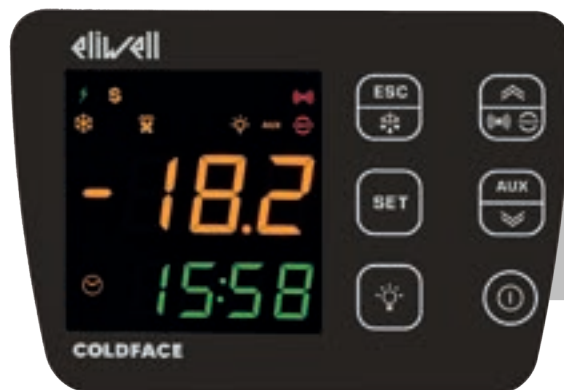 eliwell
ESC
AUX
-18.2
SET
AUX
15:58
COLDFACE